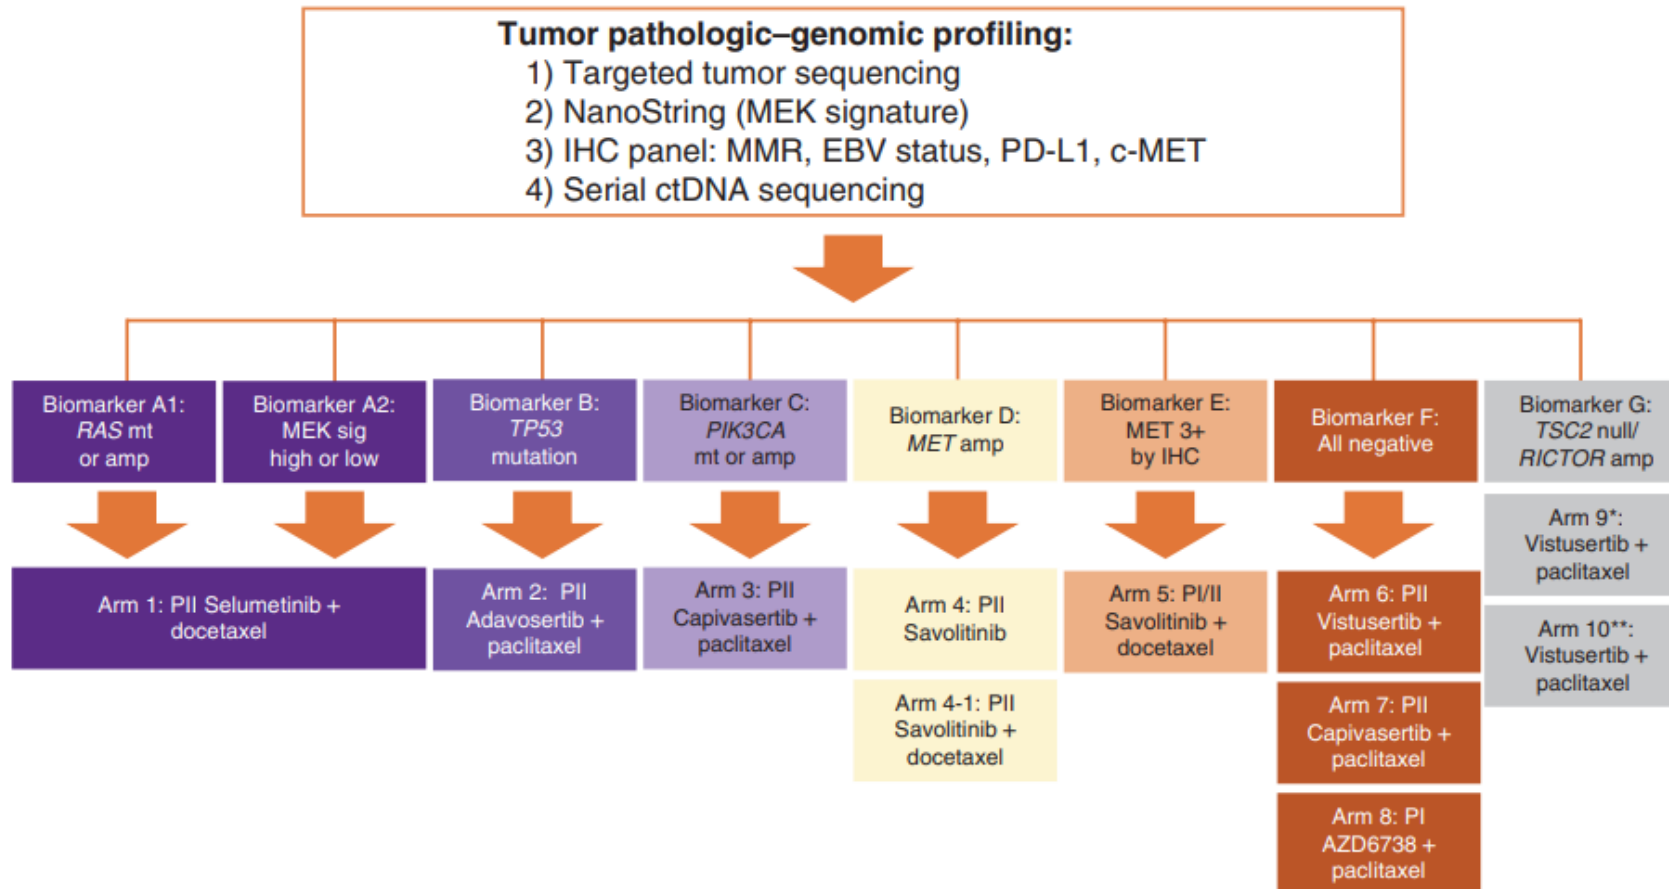 Tumor pathologic–genomic profiling:
1) Targeted tumor sequencing
2) NanoString (MEK signature)
3) IHC panel: MMR, EBV status, PD-L1, c-MET
4) Serial ctDNA sequencing
Biomarker A1:
RAS mt
or amp
Biomarker A2:
MEK sig
high or low
Biomarker B:
TP53
mutation
Biomarker C:
PIK3CA
mt or amp
Biomarker D:
MET amp
Biomarker E:
MET 3+
by IHC
Biomarker F:
All negative
Biomarker G:
TSC2 null/
RICTOR amp
Arm 1: PII Selumetinib +
docetaxel
Arm 2: PII
Adavosertib +
paclitaxel
Arm 3: PII
Capivasertib +
paclitaxel
Arm 4: PII
Savolitinib
Arm 4-1: PII
Savolitinib +
docetaxel
Arm 5: PI/II
Savolitinib +
docetaxel
Arm 6: PII
Vistusertib +
paclitaxel
Arm 7: PII
Capivasertib +
paclitaxel
Arm 8: PI
AZD6738 +
paclitaxel
Arm 9*:
Vistusertib +
paclitaxel
Arm 10**:
Vistusertib +
paclitaxel